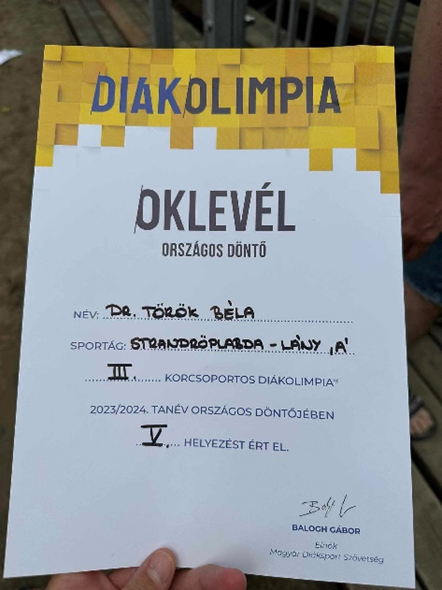 DIÁKOLIMPIA
OKLEVÉL
ORSZÁGOS DÖNTŐ
NÉV: DR. TÖRÖK BÉLA
SPORTÁG: STRANDRÖPLABDA - LÁNY "A"
III. KORCSOPORTOS DIÁKOLIMPIA™
2023/2024. TANÉV ORSZÁGOS DÖNTŐJÉBEN
V. HELYEZÉST ÉRT EL.
BALOGH GÁBOR
Elnök
Magyar Diáksport Szövetség